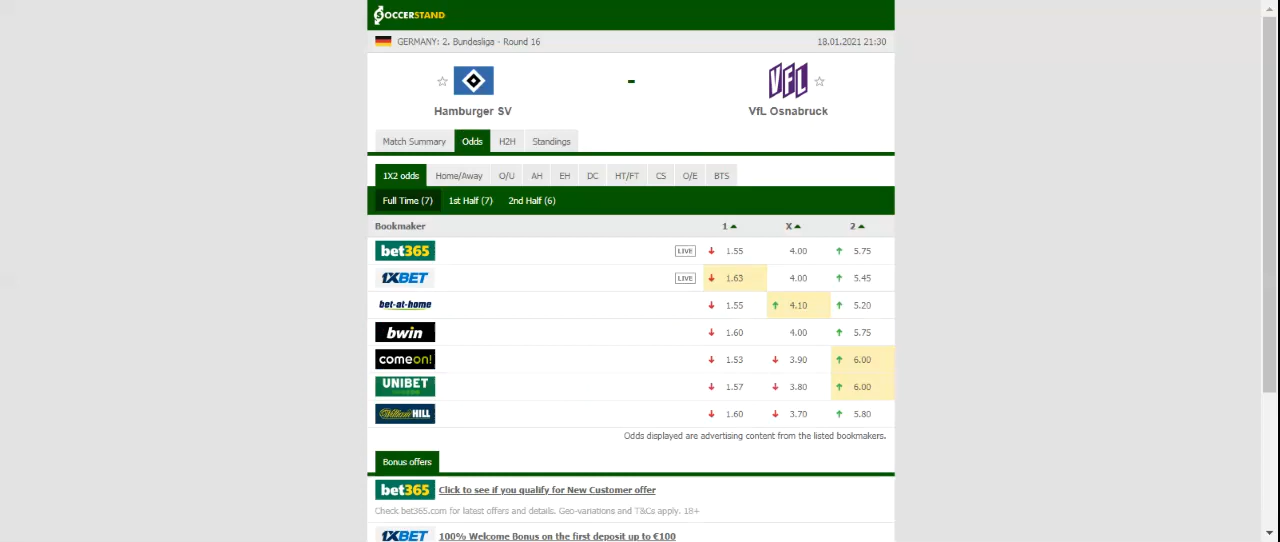 SOCCERSTAND
GERMANY: 2. Bundesliga - Round 16 18.01.2021 21:30
VFL
-
Hamburger SV VfL Osnabruck
Match Summary Odds H2H Standings
1X2 odds Home/Away O/U AH EH DC HT/FT CS O/E BTS
Full Time (7) 1st Half (7) 2nd Half (6)
Bookmaker 1 X 2
bet365 LIVE 1.55 4.00 5.75
1XBET LIVE 1.63 4.00 5.45
bet-at-home 1.55 4.10 5.20
bwin 1.60 4.00 5.75
comeon! 1.53 3.90 6.00
UNIBET 1.57 3.80 6.00
William HILL 1.60 3.70 5.80
Odds displayed are advertising content from the listed bookmakers.
Bonus offers
bet365 Click to see if you qualify for New Customer offer
Check bet365.com for latest offers and details. Geo-variations and T&Cs apply. 18+
1XBET 100% Welcome Bonus on the first deposit up to €100